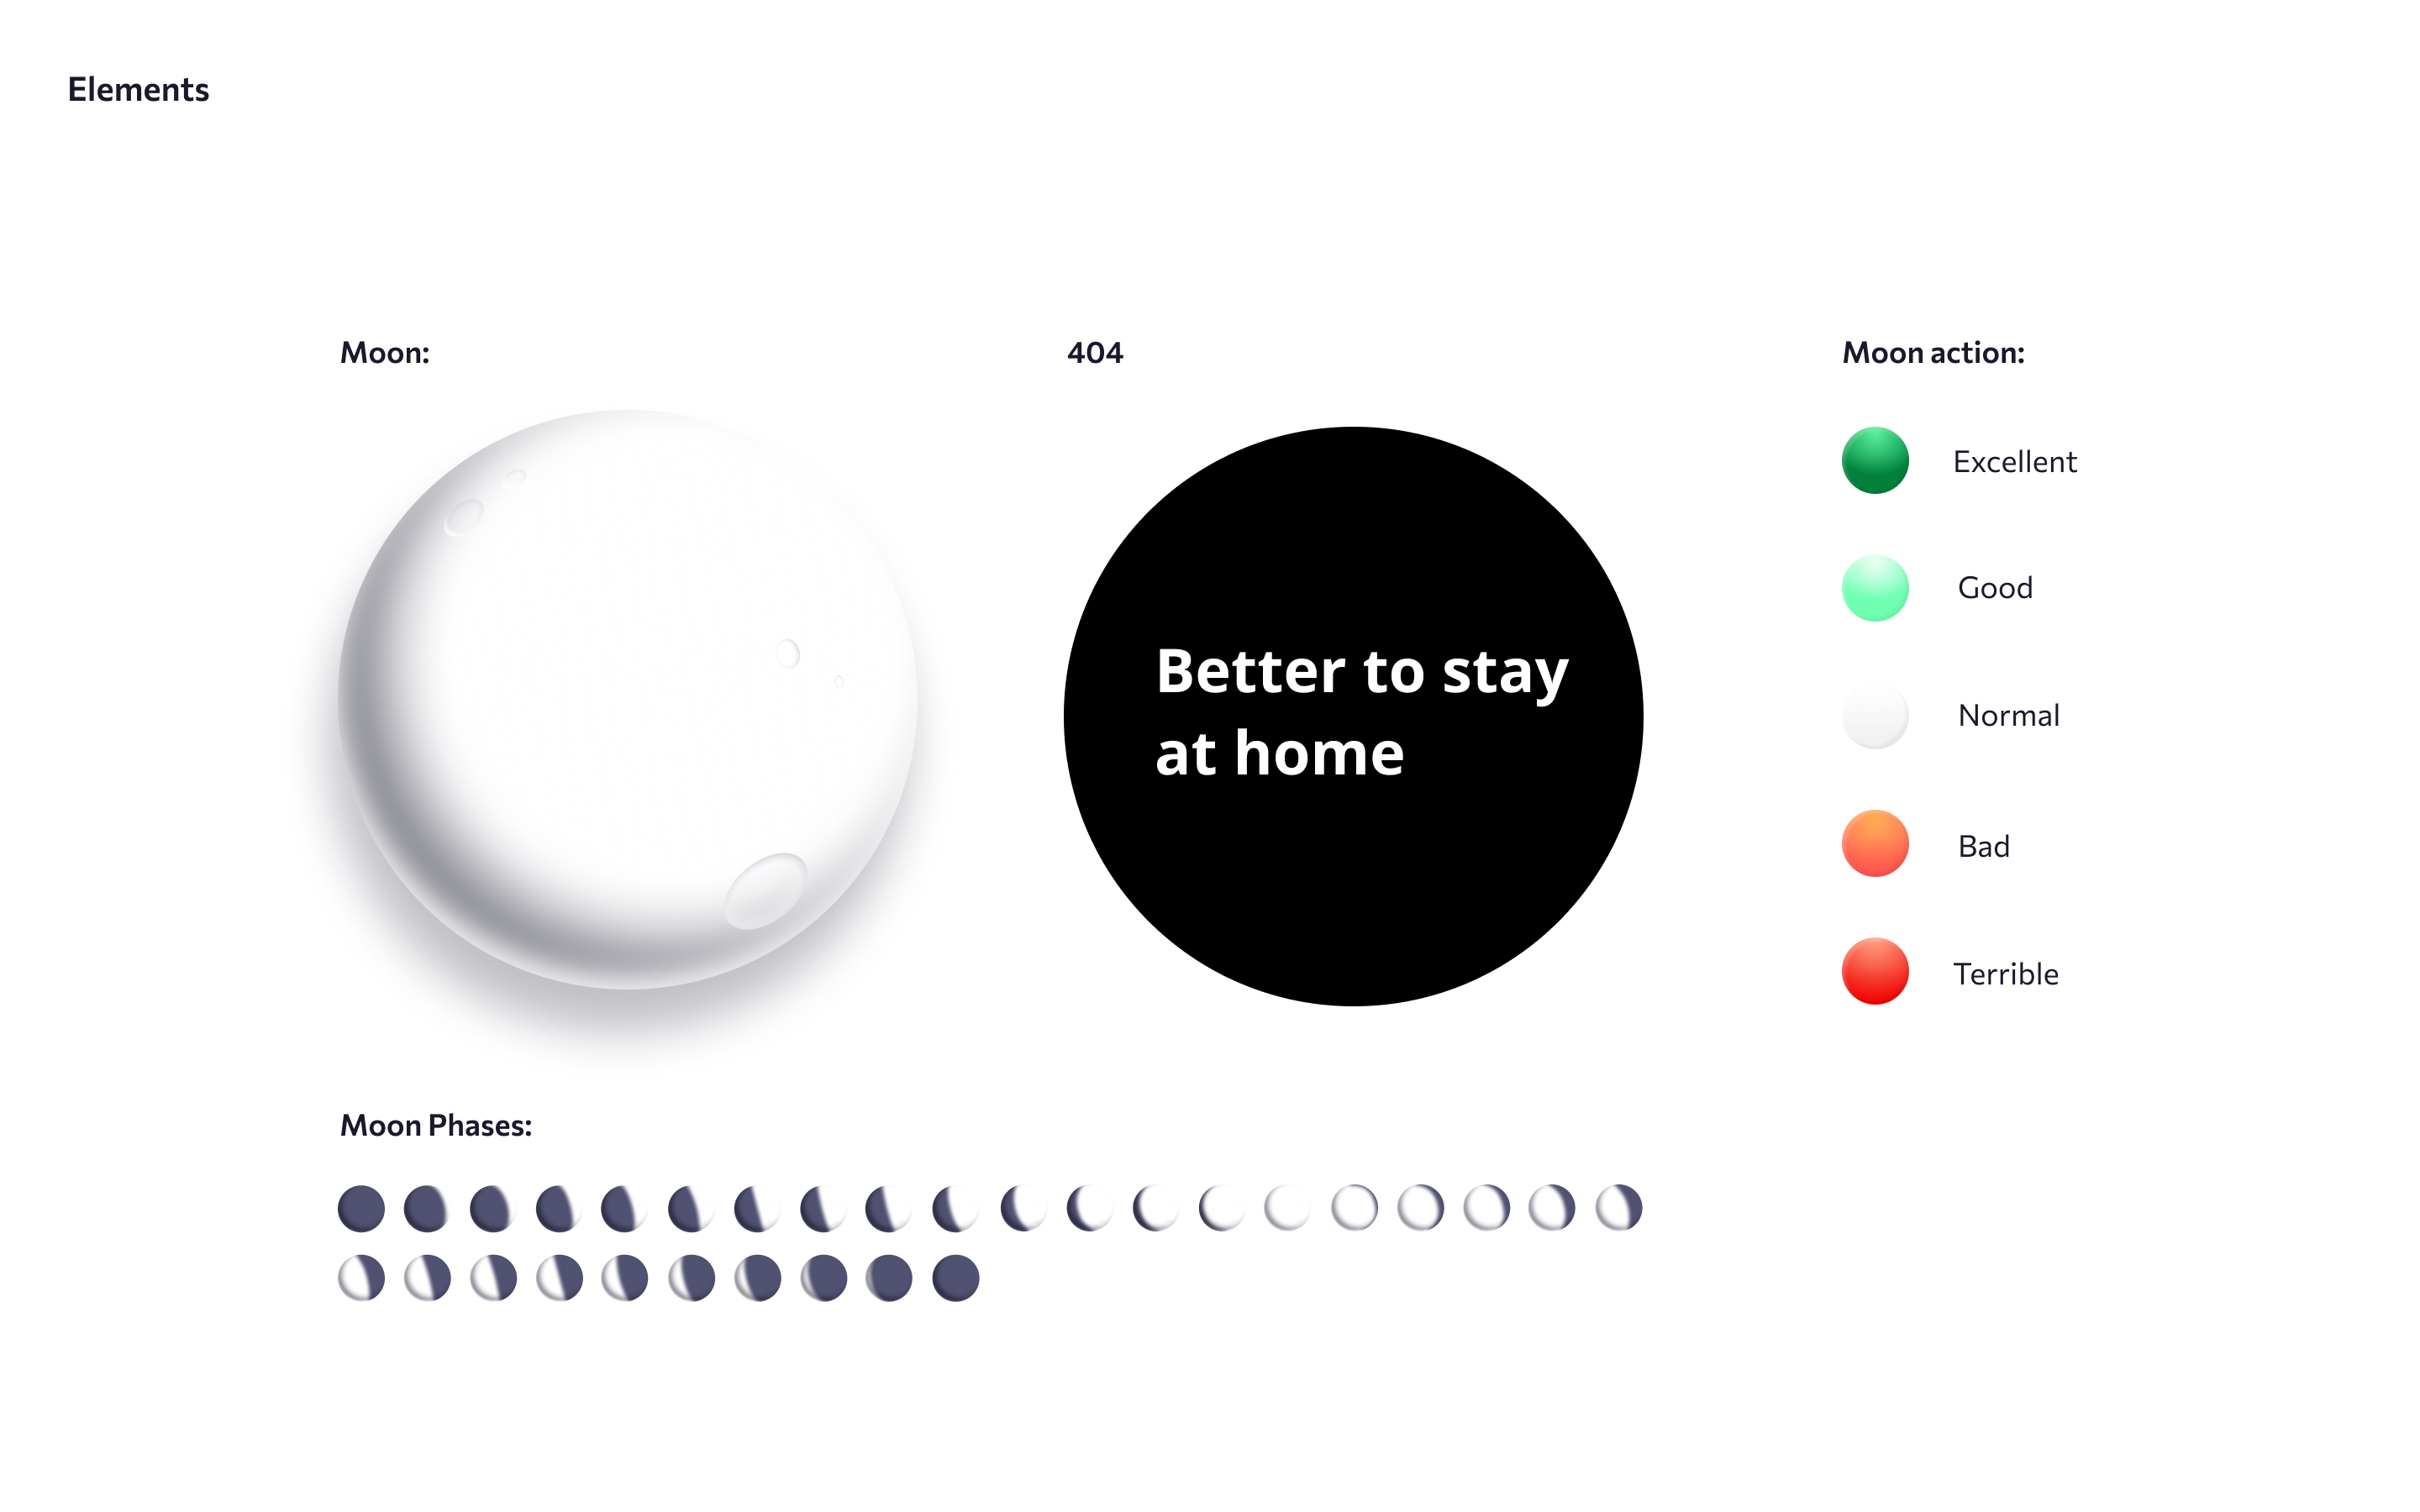 Elements
Moon:
404
Moon action:
Better to stay
at home
Excellent
Good
Normal
Bad
Terrible
Moon Phases: